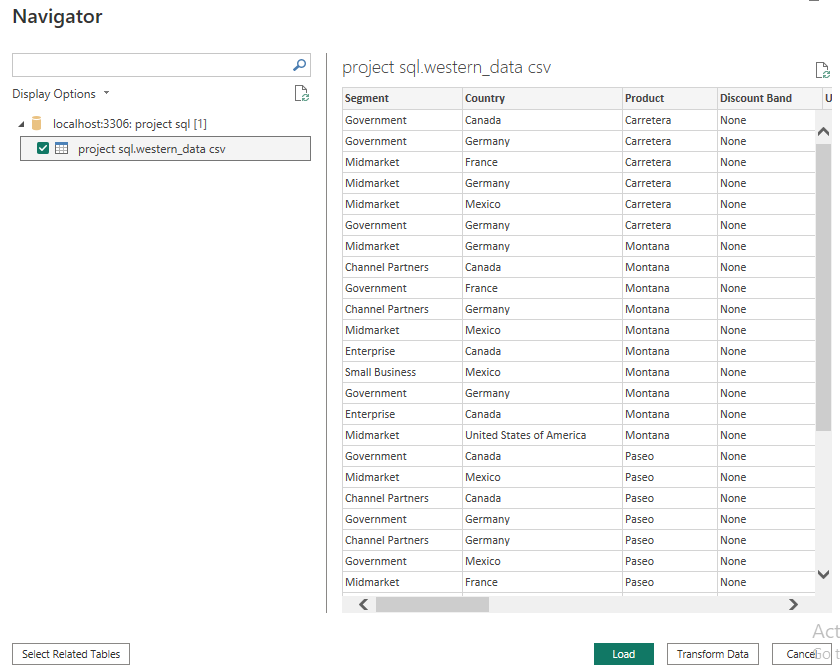 Navigator
Display Options
localhost:3306: project sql [1]
project sql.western_data csv
project sql.western_data csv
Segment Country Product Discount Band U
Government Canada Carretera None
Government Germany Carretera None
Midmarket France Carretera None
Midmarket Germany Carretera None
Midmarket Mexico Carretera None
Government Germany Carretera None
Midmarket Germany Montana None
Channel Partners Canada Montana None
Government France Montana None
Channel Partners Germany Montana None
Midmarket Mexico Montana None
Enterprise Canada Montana None
Small Business Mexico Montana None
Government Germany Montana None
Enterprise Canada Montana None
Midmarket United States of America Montana None
Government Canada Paseo None
Midmarket Mexico Paseo None
Channel Partners Canada Paseo None
Government Germany Paseo None
Channel Partners Germany Paseo None
Government Mexico Paseo None
Midmarket France Paseo None
Act
Select Related Tables Load Transform Data Cancel